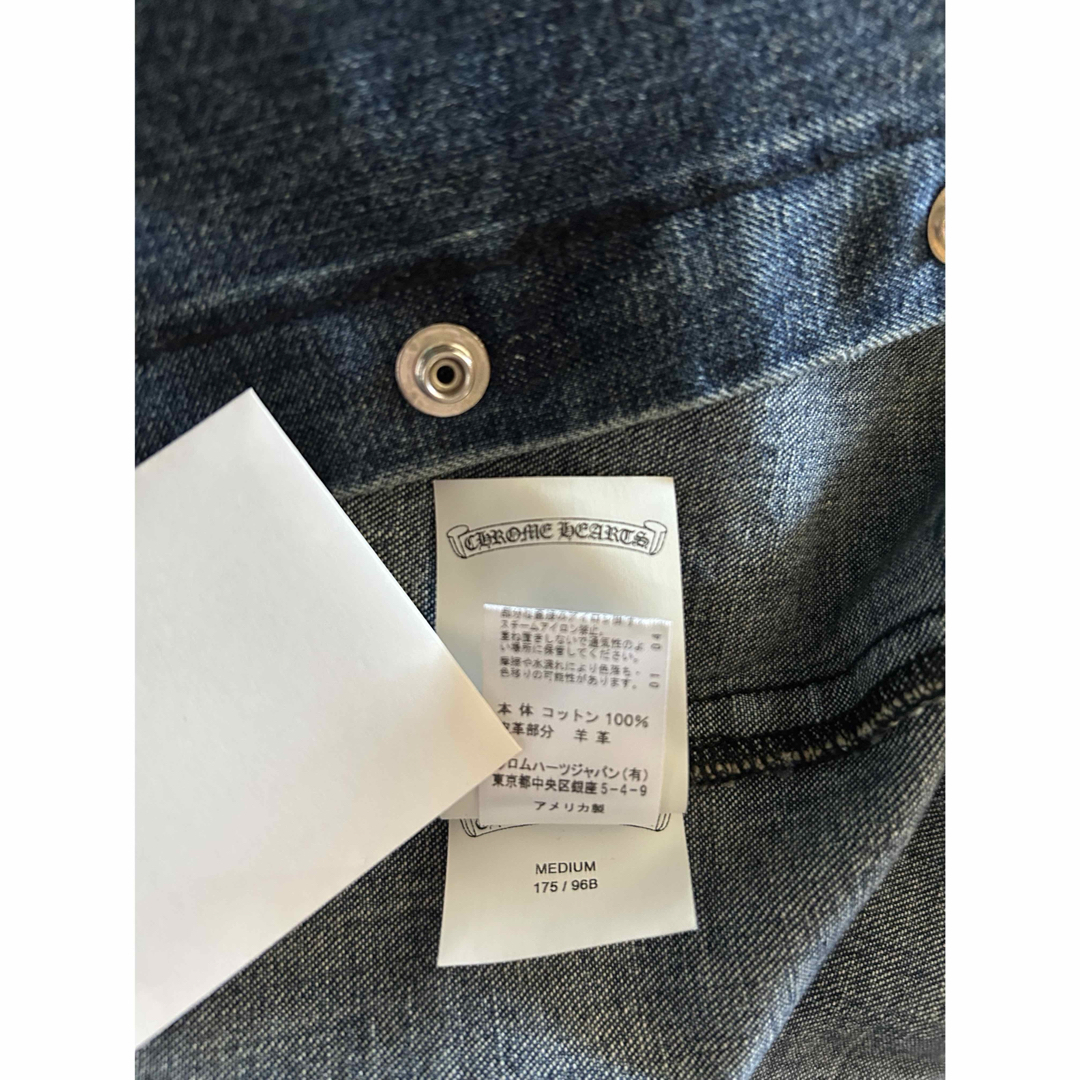 CHROME HEARTS
スチームアイロン禁止。
重ね置きしないで通気性のよ
い場所に保管してください。
摩擦や水濡れにより色落ち・
色移りの可能性があります。
01 04
本体 コットン 100%
革部分 羊革
ロムハーツジャパン(有)
東京都中央区銀座5-4-9
アメリカ製
MEDIUM
175 / 96B